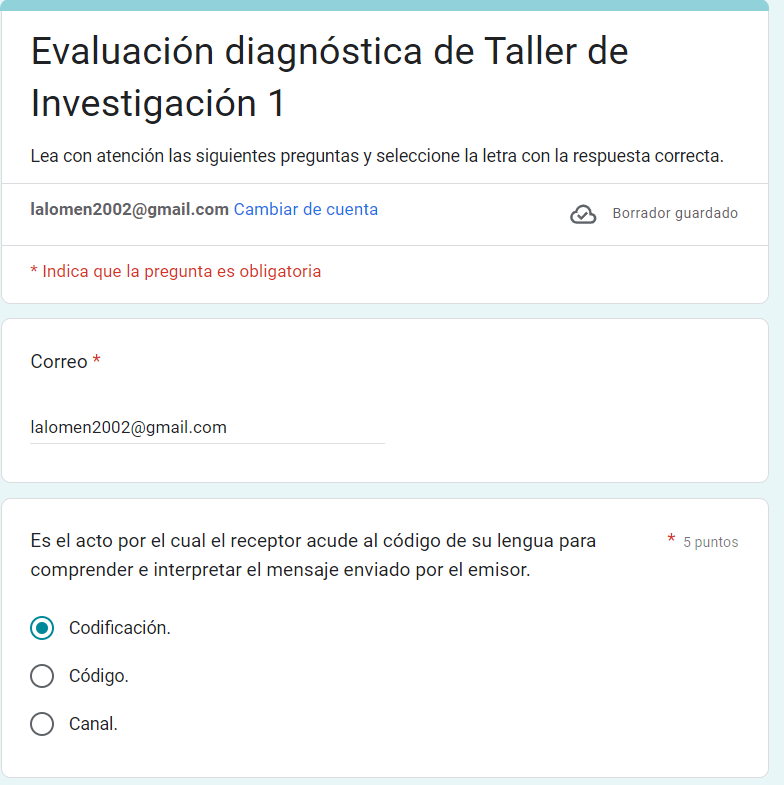 Evaluación diagnóstica de Taller de
Investigación 1
Lea con atención las siguientes preguntas y seleccione la letra con la respuesta correcta.
lalomen2002@gmail.com Cambiar de cuenta
Borrador guardado
* Indica que la pregunta es obligatoria
Correo *
lalomen2002@gmail.com
Es el acto por el cual el receptor acude al código de su lengua para
comprender e interpretar el mensaje enviado por el emisor.
* 5 puntos
Codificación.
Código.
Canal.